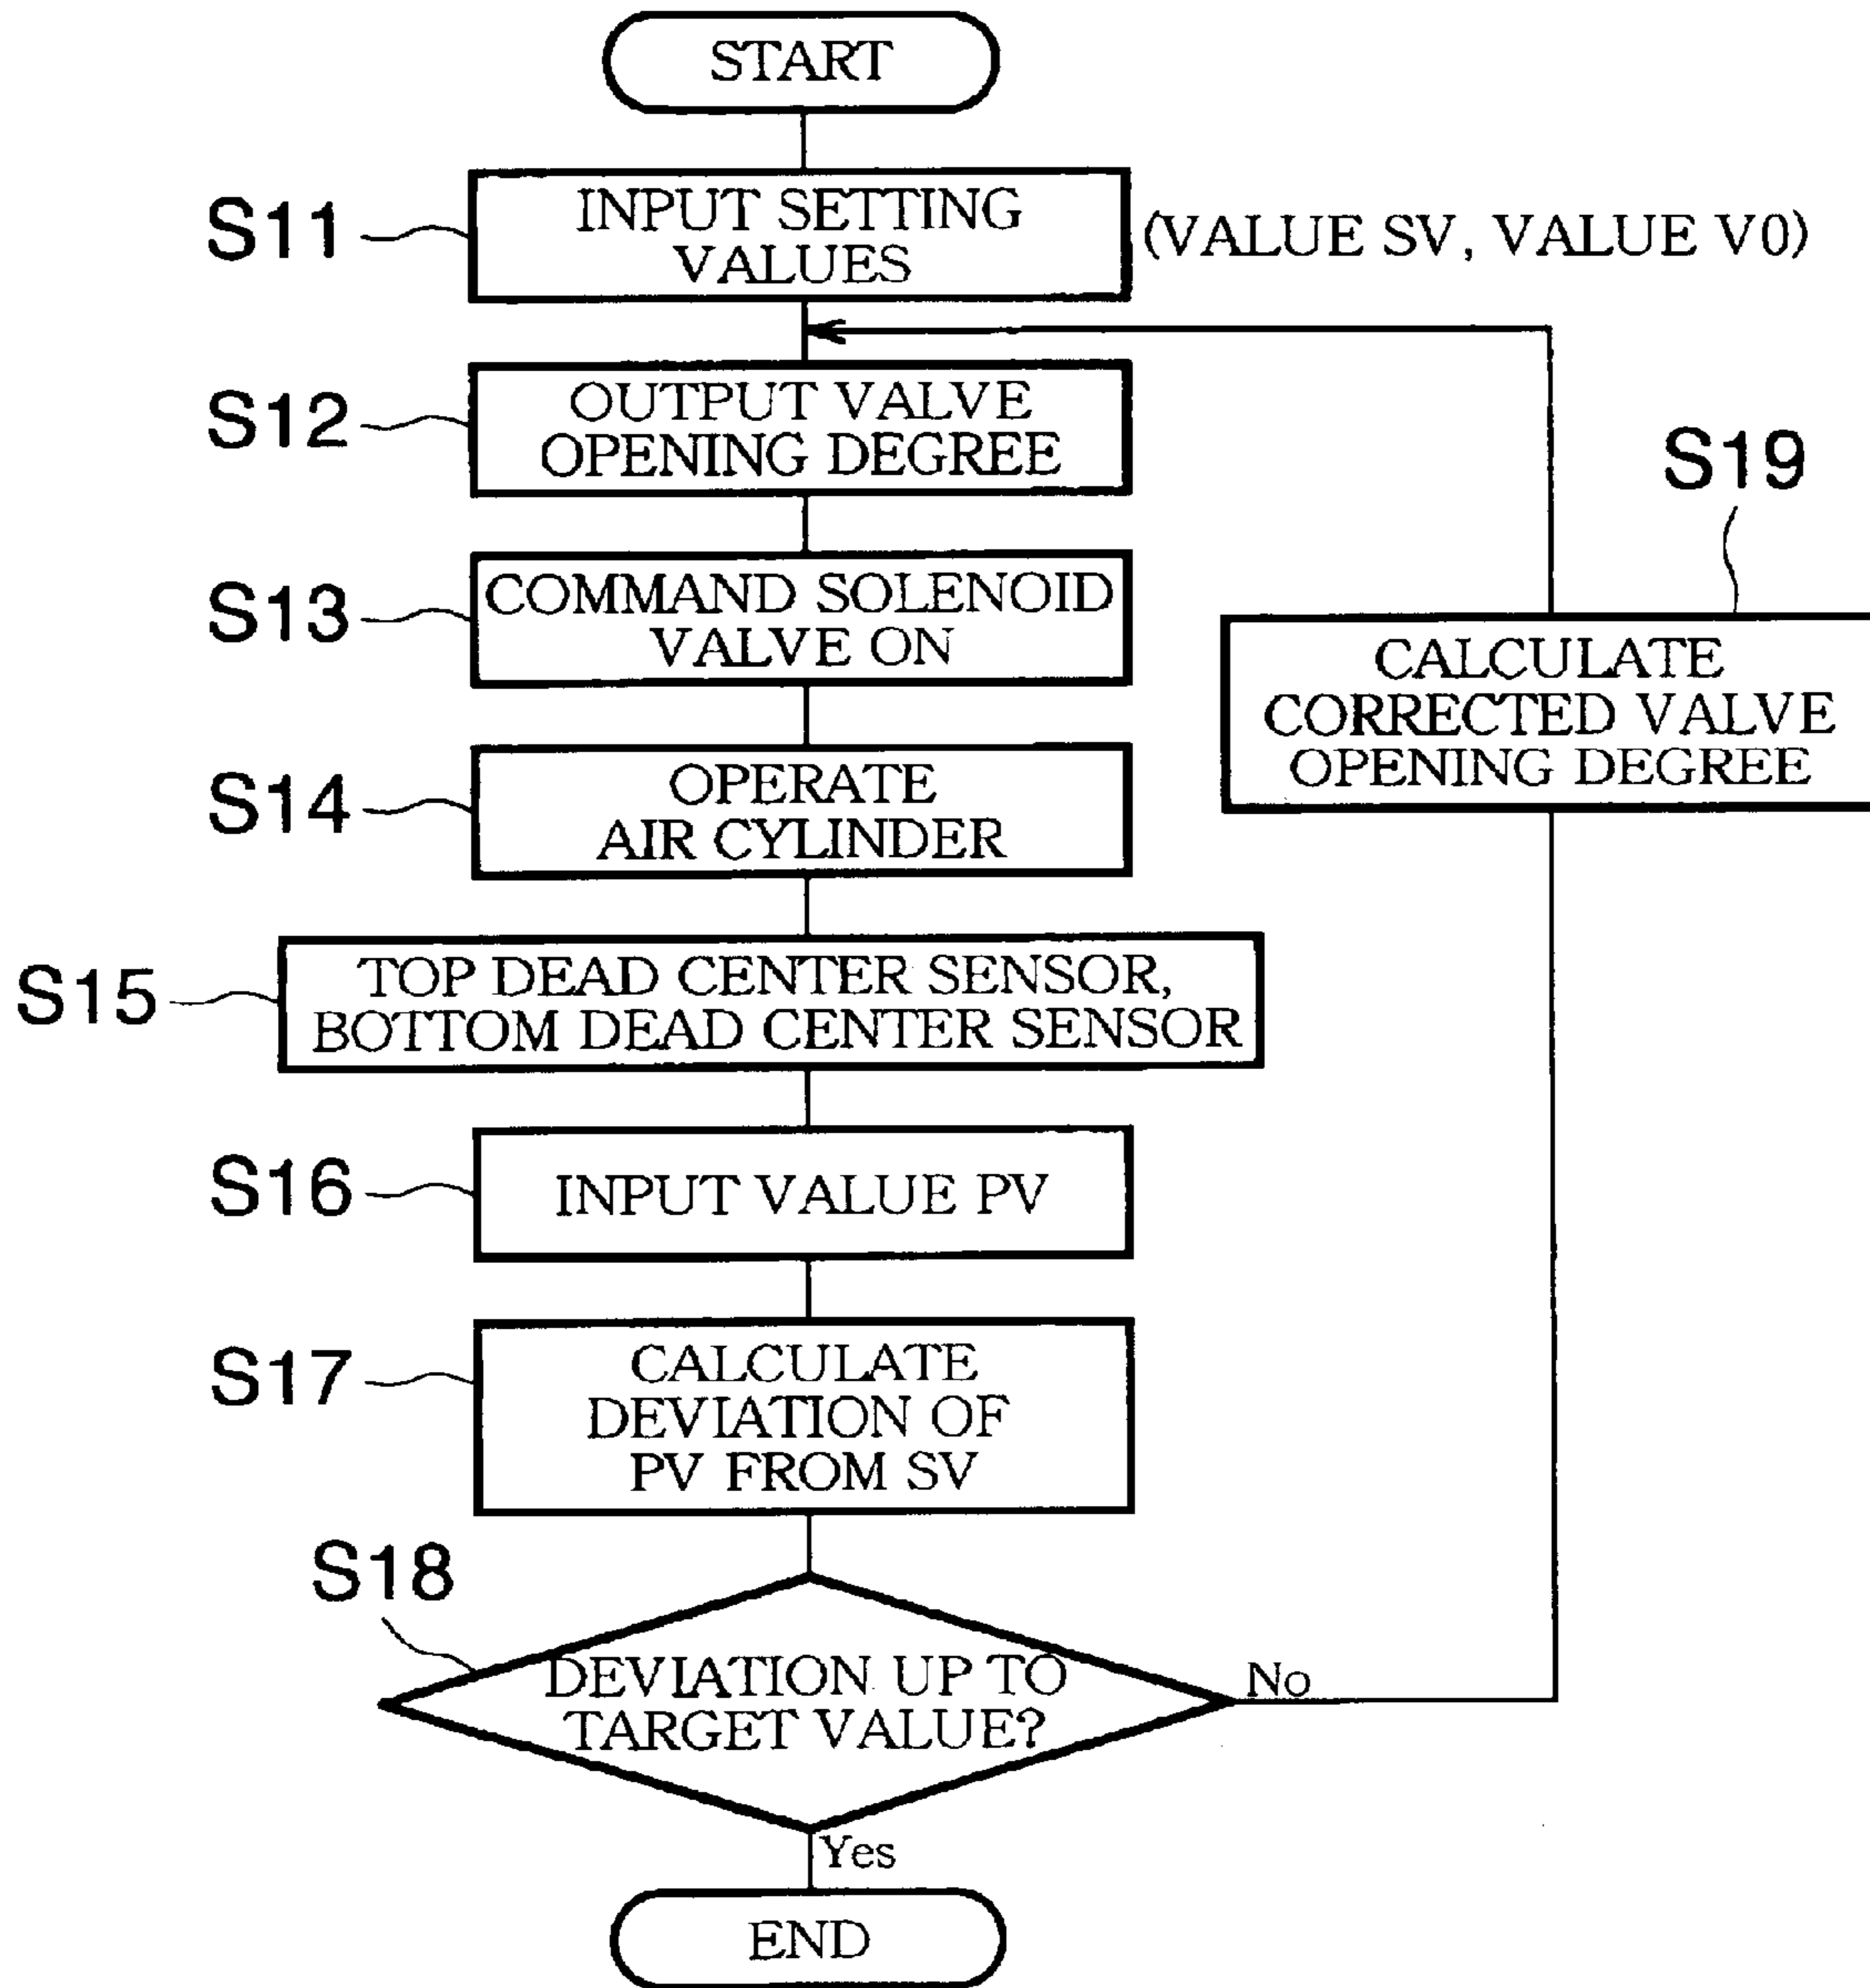 START
S11
INPUT SETTING
VALUES
(VALUE SV, VALUE V0)
S12
OUTPUT VALVE
OPENING DEGREE
S13
COMMAND SOLENOID
VALVE ON
S19
CALCULATE
CORRECTED VALVE
OPENING DEGREE
S14
OPERATE
AIR CYLINDER
S15
TOP DEAD CENTER SENSOR,
BOTTOM DEAD CENTER SENSOR
S16
INPUT VALUE PV
S17
CALCULATE
DEVIATION OF
PV FROM SV
S18
DEVIATION UP TO
TARGET VALUE?
No
Yes
END